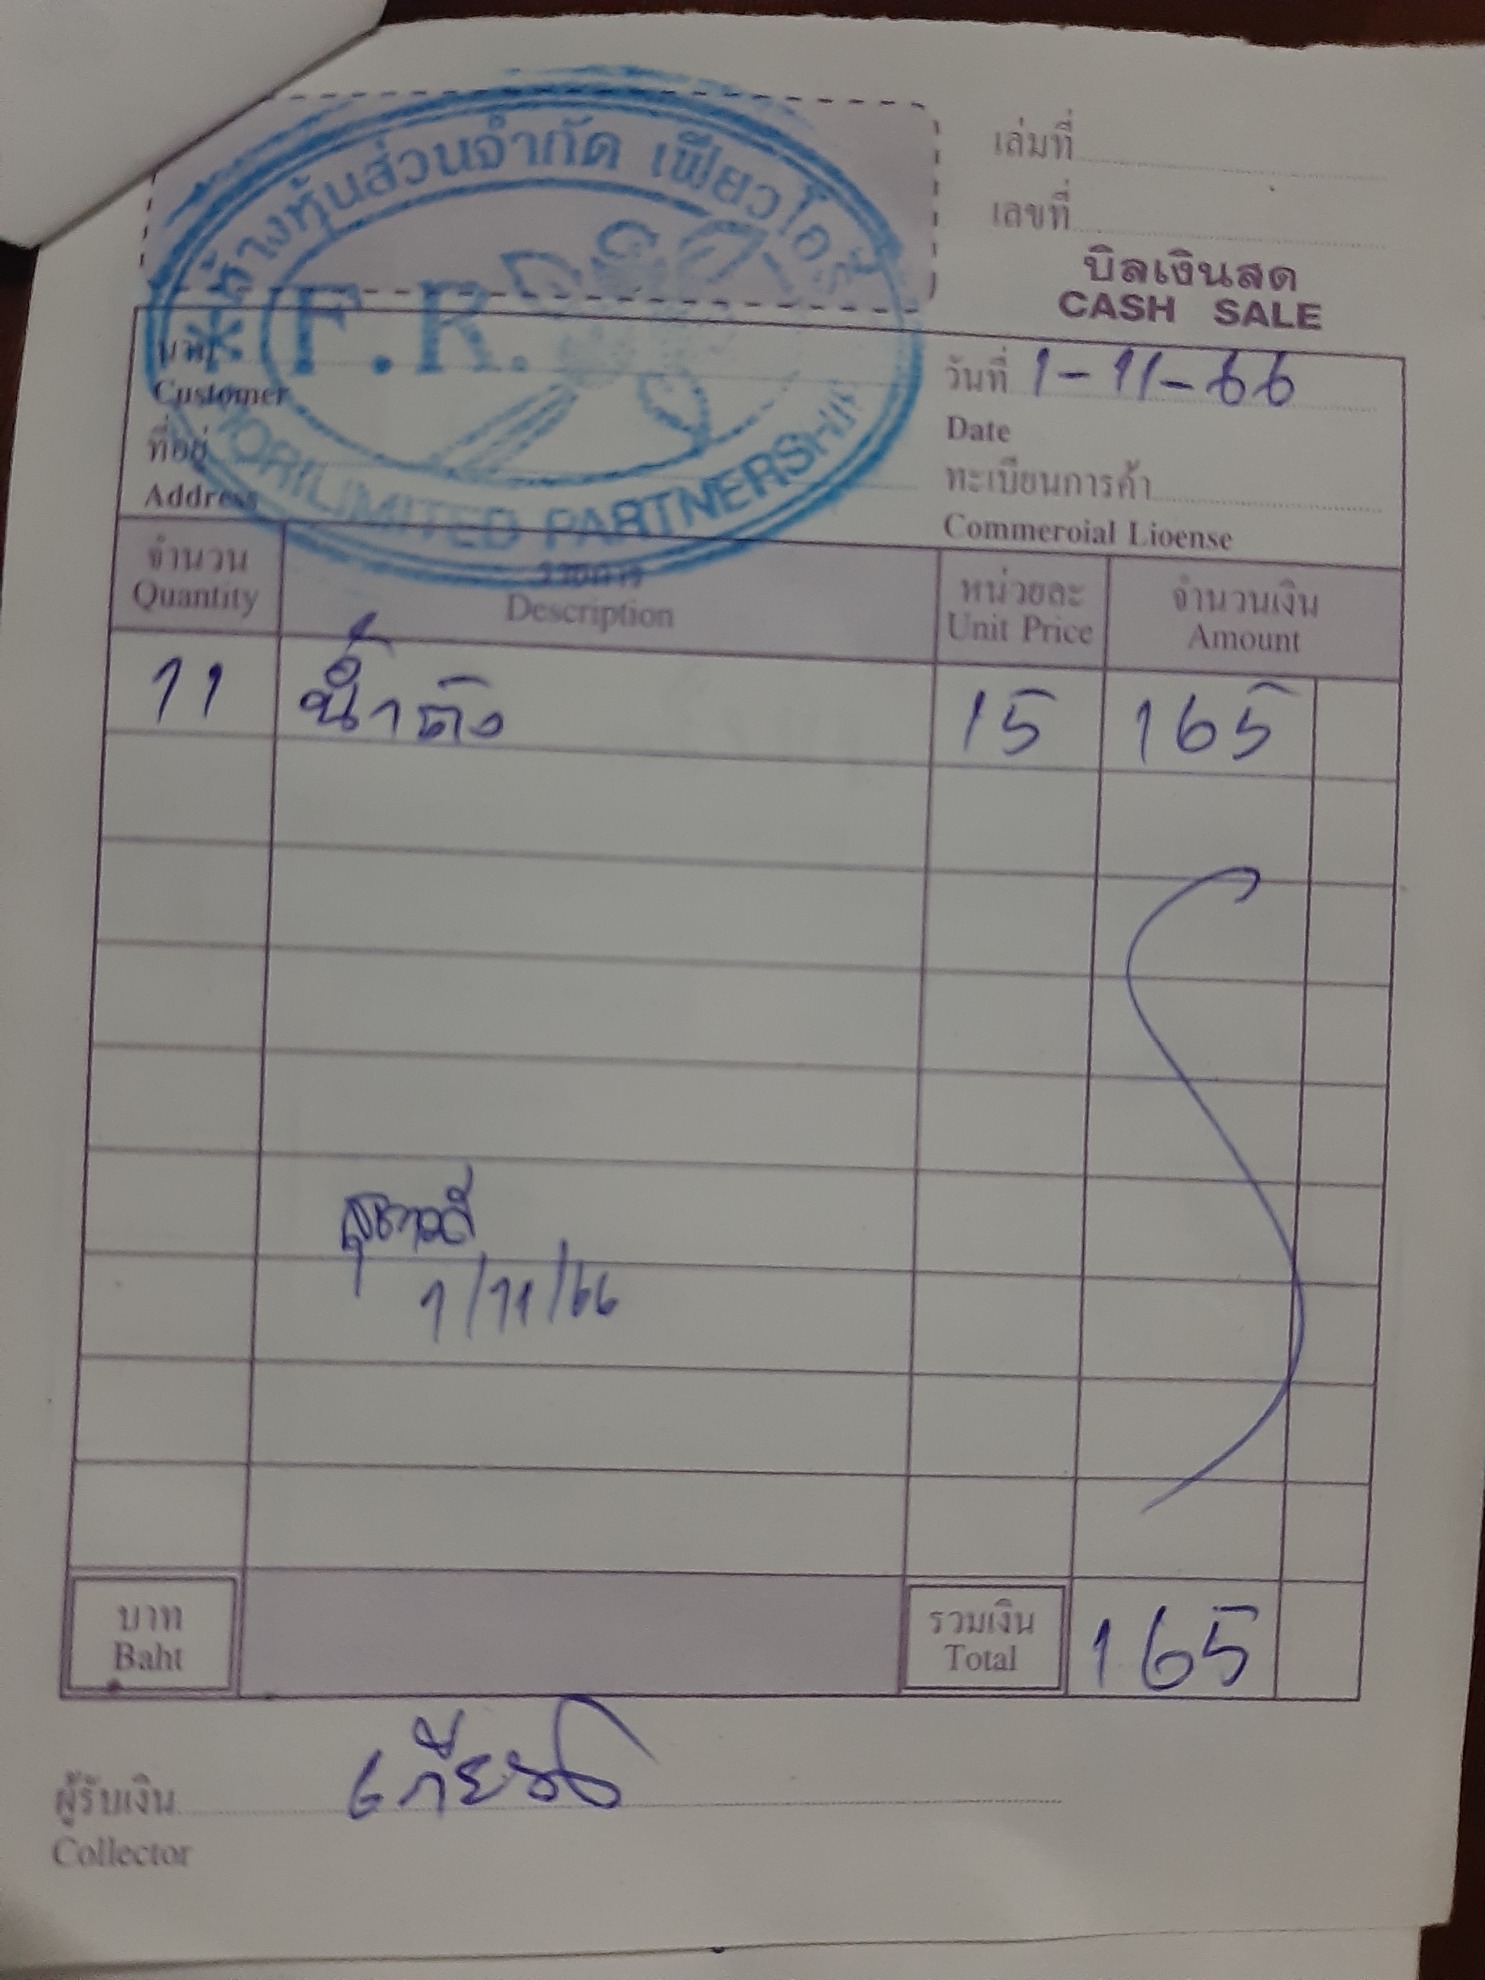 ห้างหุ้นส่วนจำกัด เฟียวโอริ
F.R.
FIORI LIMITED PARTNERSHIP
เล่มที่
เลขที่
บิลเงินสด
CASH SALE
นาม
Customer
วันที่ 1-11-66
Date
ที่อยู่
Address
ทะเบียนการค้า
Commeroial Lioense
จำนวน รายการ หน่วยละ จำนวนเงิน
Quantity Description Unit Price Amount
11 น้ำถัง 15 165
1/11/66
บาท รวมเงิน 165
Baht Total
ผู้รับเงิน
Collector